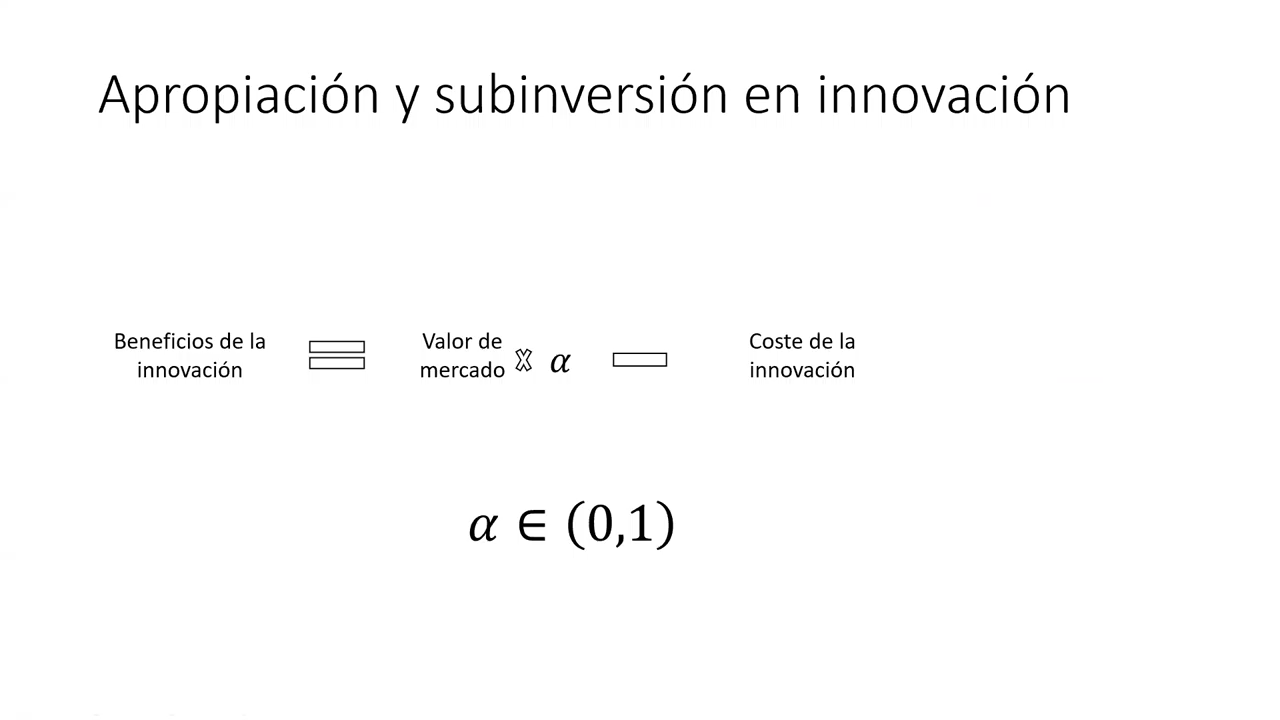 Apropiación y subinversión en innovación
Beneficios de la
innovación
=
Valor de
mercado × α
−
Coste de la
innovación
α ∈ (0,1)